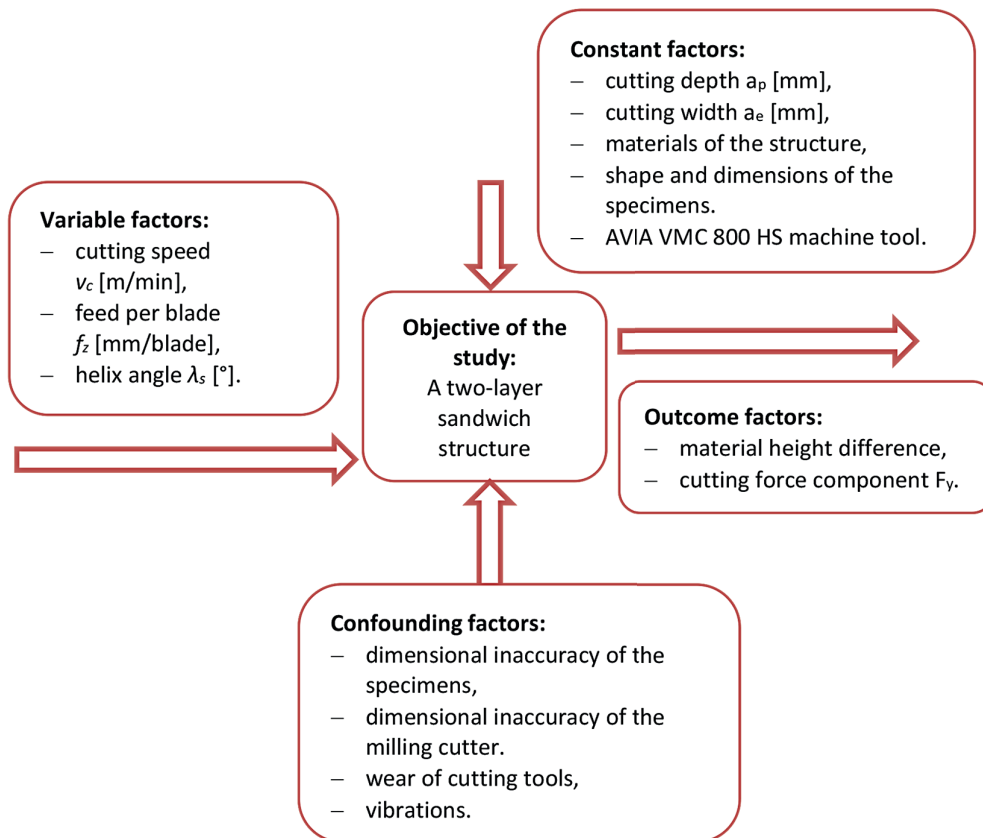 Constant factors:
– cutting depth aₚ [mm],
– cutting width aₑ [mm],
– materials of the structure,
– shape and dimensions of the
specimens.
– AVIA VMC 800 HS machine tool.
Variable factors:
– cutting speed
v_c [m/min],
– feed per blade
f_z [mm/blade],
– helix angle λₛ [°].
Objective of the
study:
A two-layer
sandwich
structure
Outcome factors:
– material height difference,
– cutting force component Fᵧ.
Confounding factors:
– dimensional inaccuracy of the
specimens,
– dimensional inaccuracy of the
milling cutter.
– wear of cutting tools,
– vibrations.